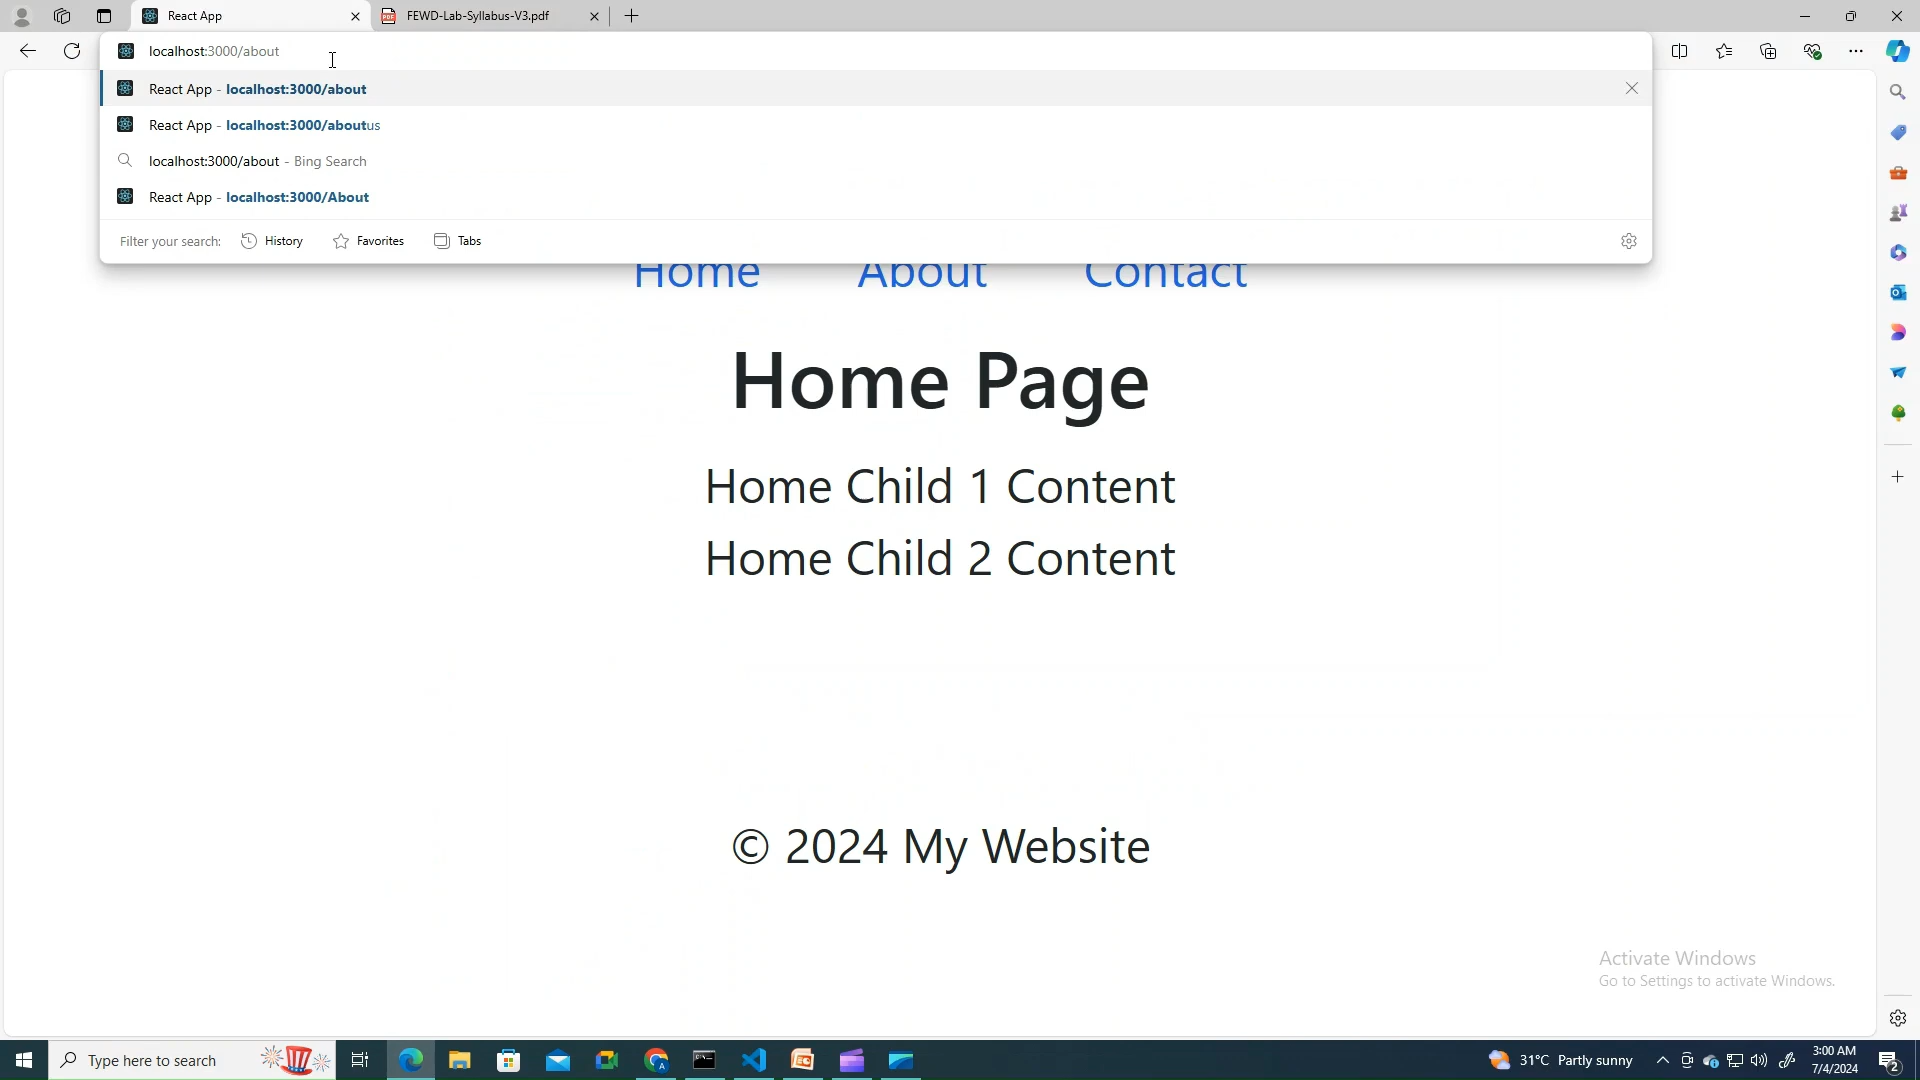 React App
FEWD-Lab-Syllabus-V3.pdf
localhost:3000/about
React App - localhost:3000/about
React App - localhost:3000/aboutus
localhost:3000/about - Bing Search
React App - localhost:3000/About
Filter your search: History Favorites Tabs
Home About Contact
Home Page
Home Child 1 Content
Home Child 2 Content
© 2024 My Website
Activate Windows
Go to Settings to activate Windows.
Type here to search
31°C Partly sunny
3:00 AM
7/4/2024
2